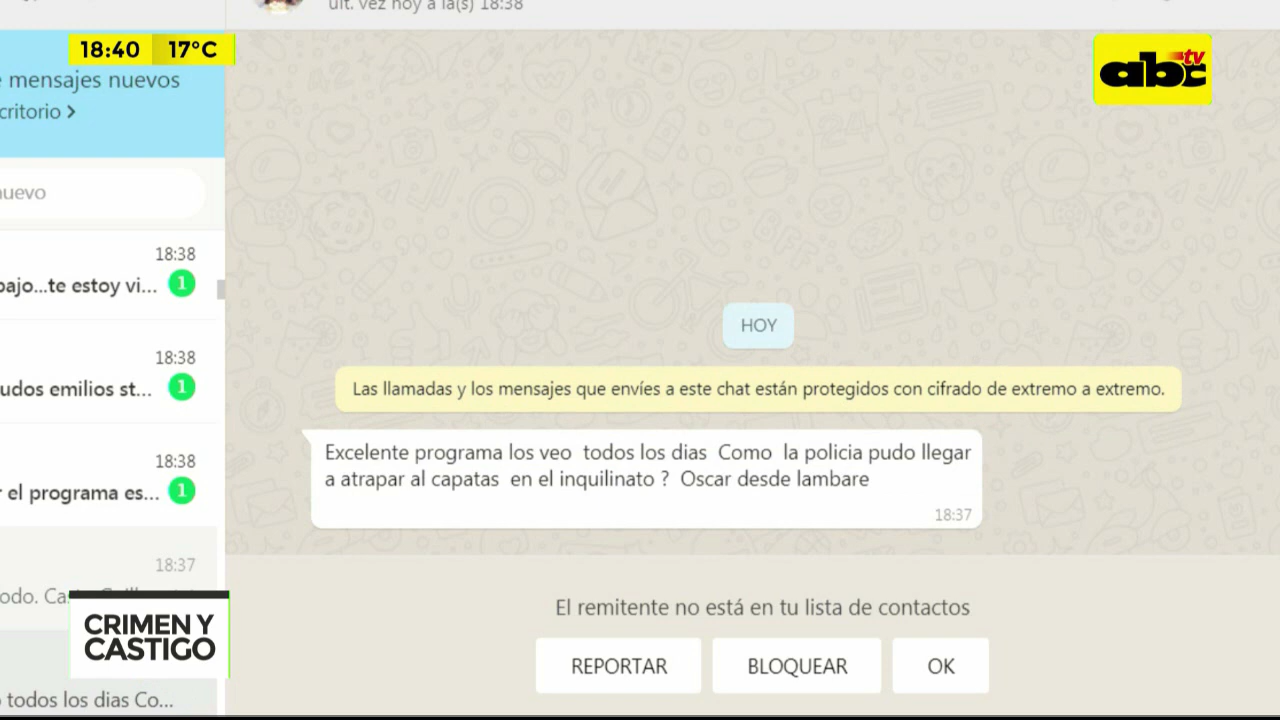 ult. vez hoy a la(s) 18:38
18:40 17°C
abc tv
mensajes nuevos
critorio >
nuevo
18:38
bajo...te estoy vi... 1
18:38
udos emilios st... 1
18:38
r el programa es... 1
18:37
odo.
todos los dias Co...
HOY
Las llamadas y los mensajes que envíes a este chat están protegidos con cifrado de extremo a extremo.
Excelente programa los veo todos los dias Como la policia pudo llegar
a atrapar al capatas en el inquilinato ? Oscar desde lambare
18:37
El remitente no está en tu lista de contactos
REPORTAR BLOQUEAR OK
CRIMEN Y
CASTIGO